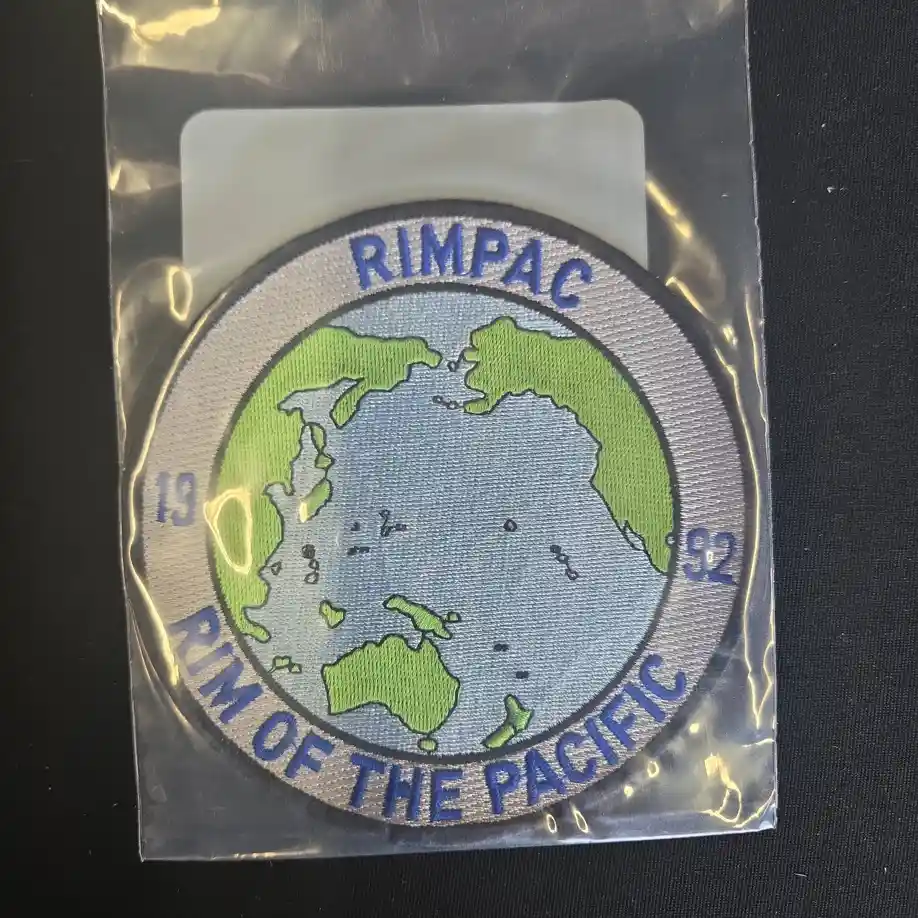 RIMPAC
19 92
RIM OF THE PACIFIC